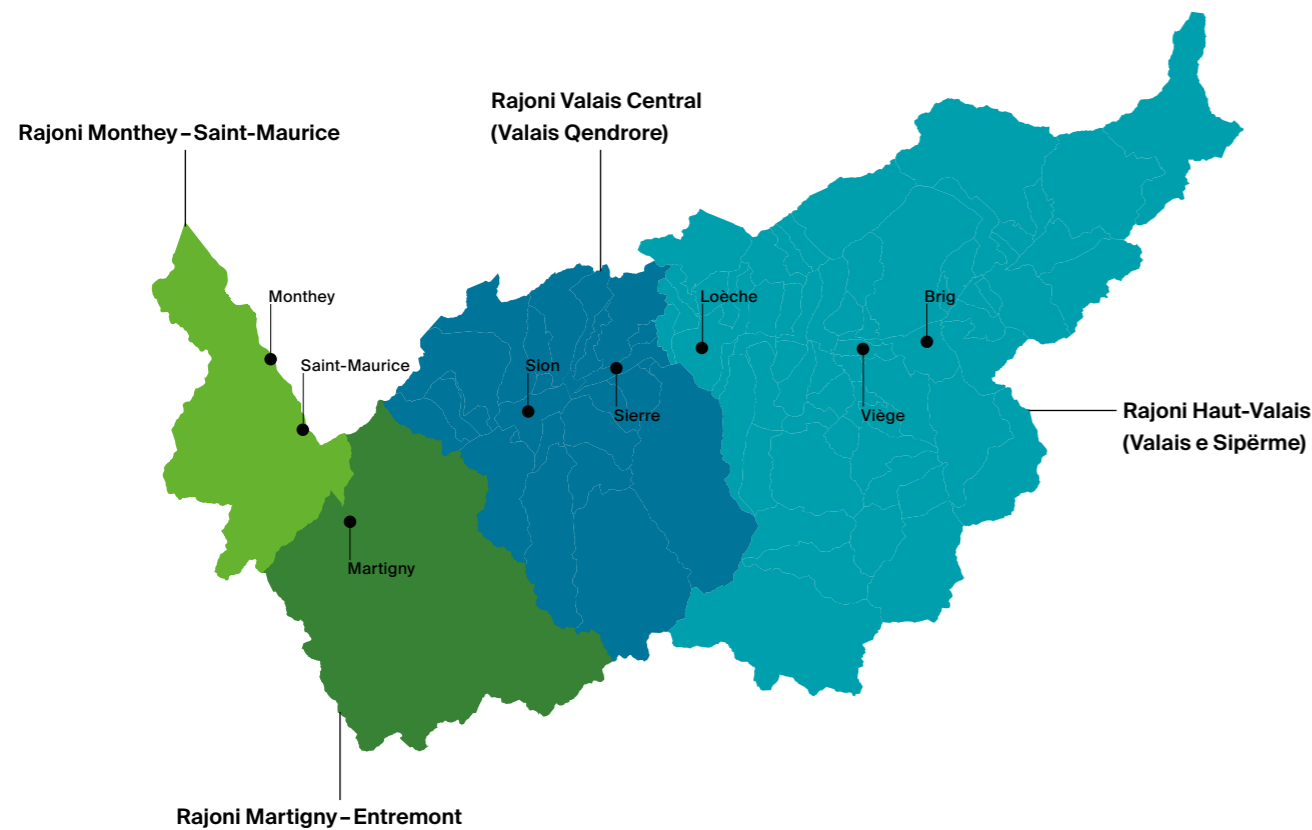 Rajoni Valais Central
(Valais Qendrore)
Rajoni Monthey – Saint-Maurice
Monthey
Loèche
Brig
Saint-Maurice
Sion
Sierre
Viège
Rajoni Haut-Valais
(Valais e Sipërme)
Martigny
Rajoni Martigny – Entremont